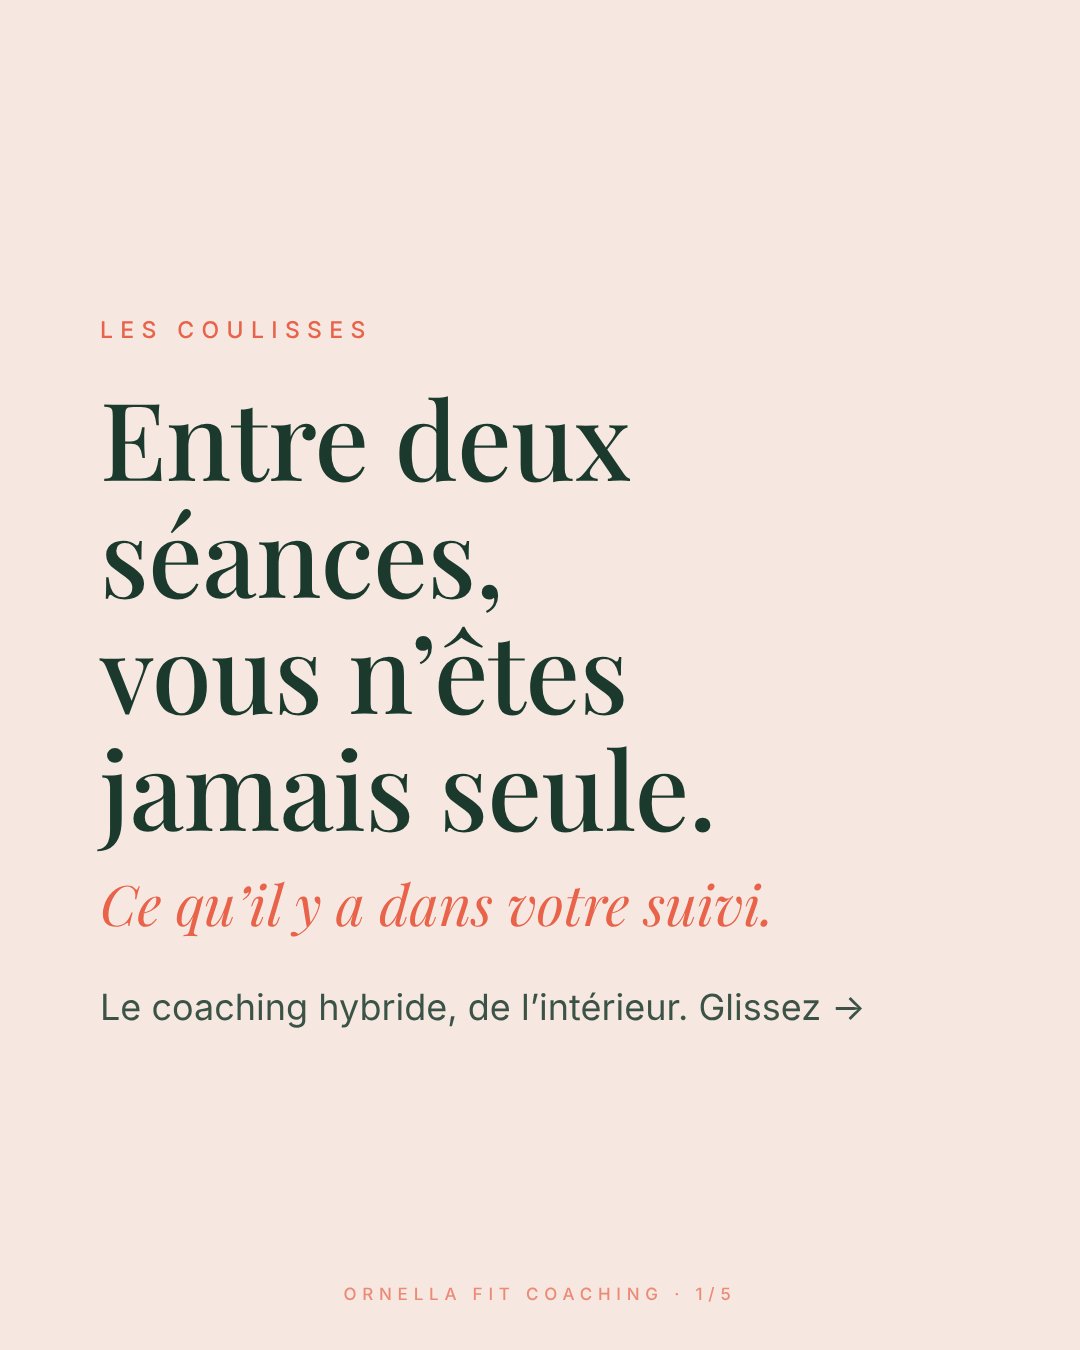 LES COULISSES
Entre deux
séances,
vous n’êtes
jamais seule.
Ce qu’il y a dans votre suivi.
Le coaching hybride, de l’intérieur. Glissez →
ORNELLA FIT COACHING · 1/5